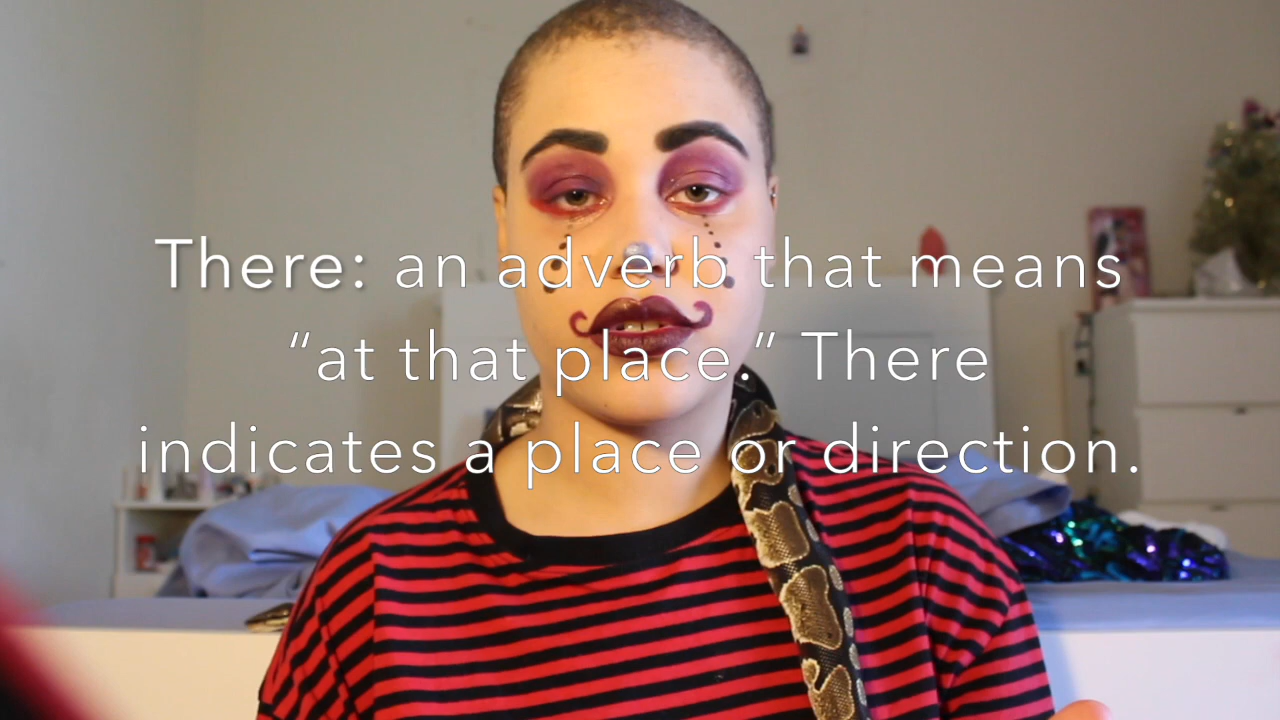 There: an adverb that means
“at that place.” There
indicates a place or direction.